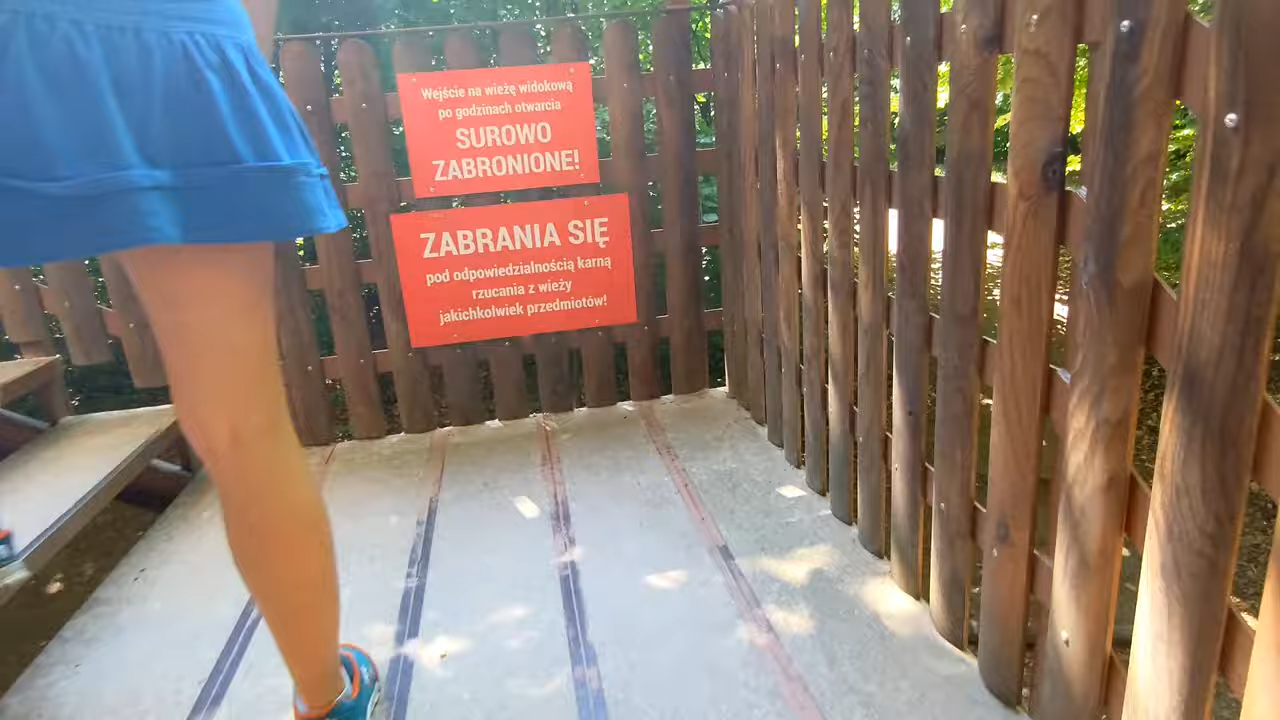 Wejście na wieżę widokową
po godzinach otwarcia
SUROWO
ZABRONIONE!
ZABRANIA SIĘ
pod odpowiedzialnością karną
rzucania z wieży
jakichkolwiek przedmiotów!